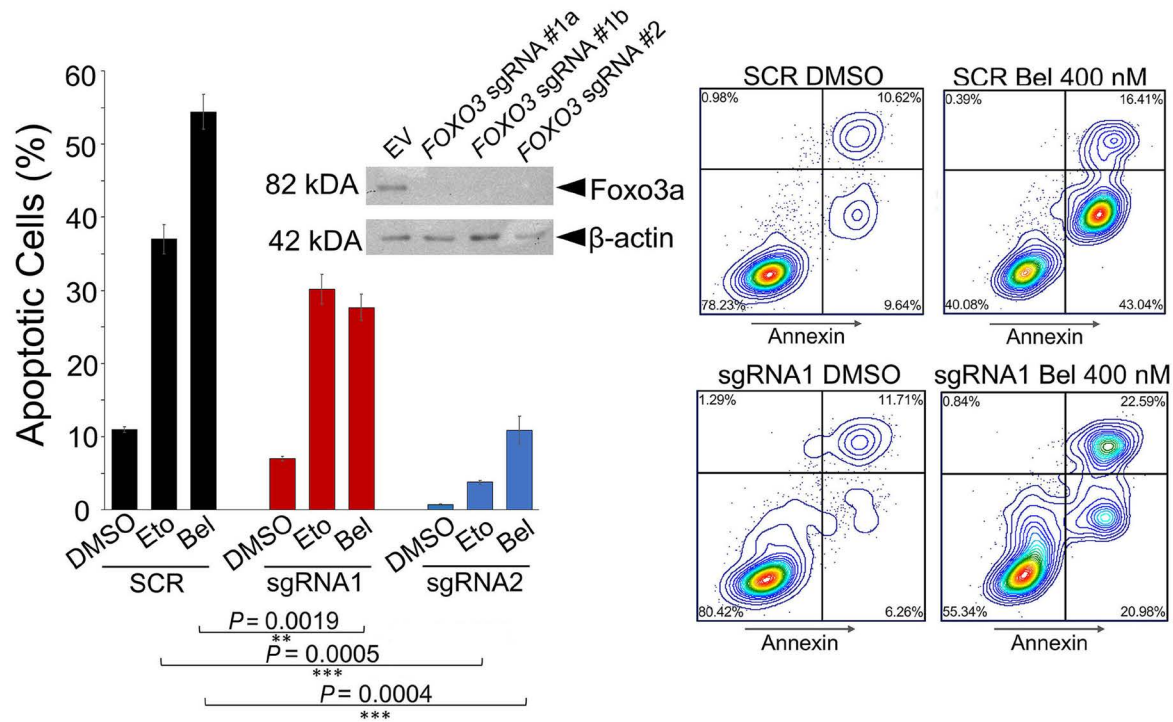 Apoptotic Cells (%)
60
50
40
30
20
10
0
DMSO
Eto
Bel
DMSO
Eto
Bel
DMSO
Eto
Bel
SCR
sgRNA1
sgRNA2
P = 0.0019
**
P = 0.0005
***
P = 0.0004
***
EV
FOXO3 sgRNA #1a
FOXO3 sgRNA #1b
FOXO3 sgRNA #2
82 kDA
Foxo3a
42 kDA
β-actin
SCR DMSO
0.98%
10.62%
78.23%
9.64%
Annexin
SCR Bel 400 nM
0.39%
16.41%
40.08%
43.04%
Annexin
sgRNA1 DMSO
1.29%
11.71%
80.42%
6.26%
Annexin
sgRNA1 Bel 400 nM
0.84%
22.59%
55.34%
20.98%
Annexin